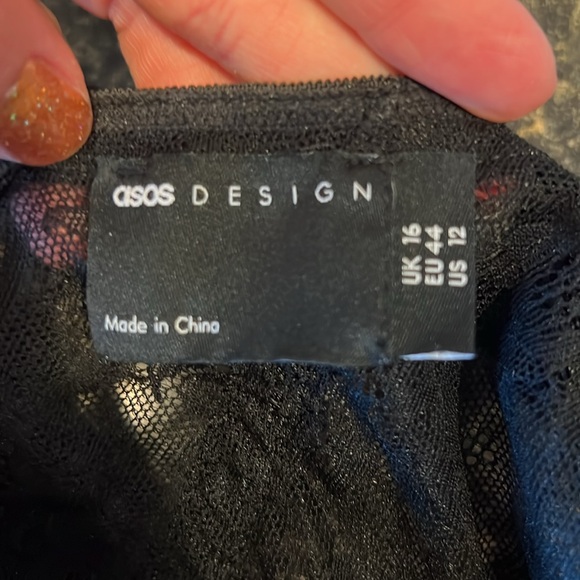 asos DESIGN
Made in China
UK 16
EU 44
US 12